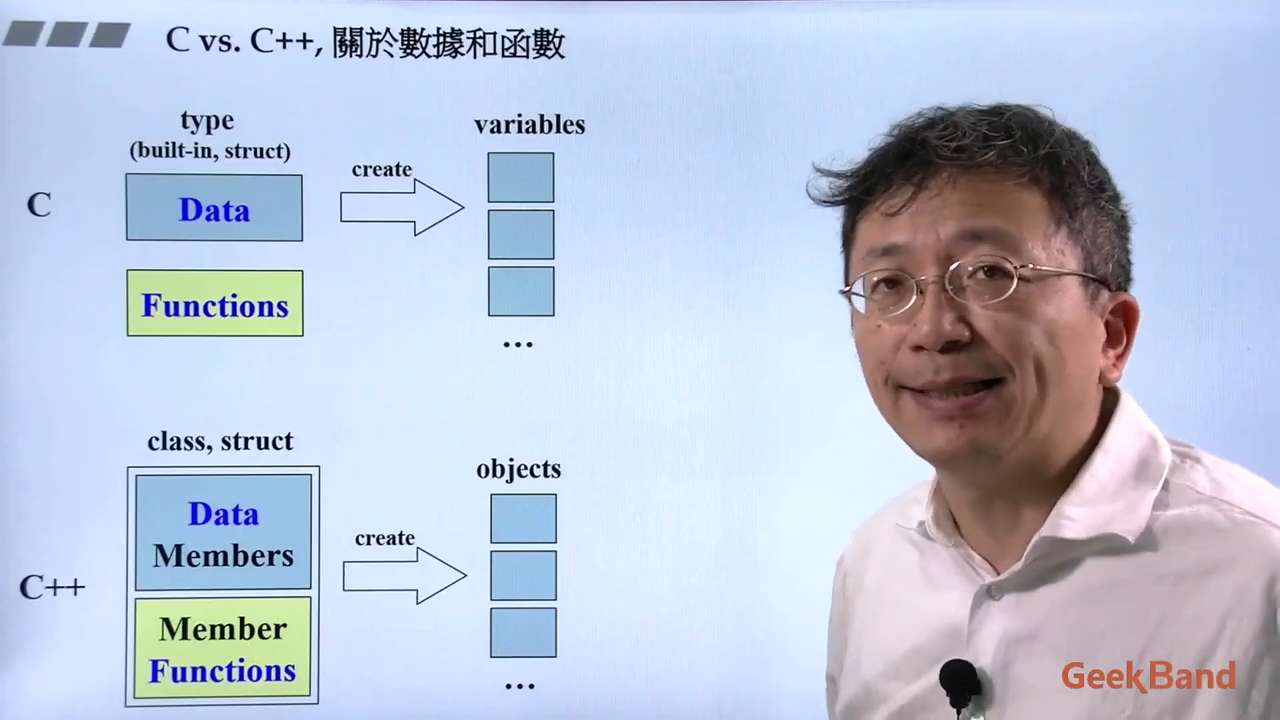 C vs. C++, 關於數據和函數
type
(built-in, struct)
variables
create
C
Data
Functions
...
class, struct
objects
Data
Members
create
C++
Member
Functions
...
GeekBand